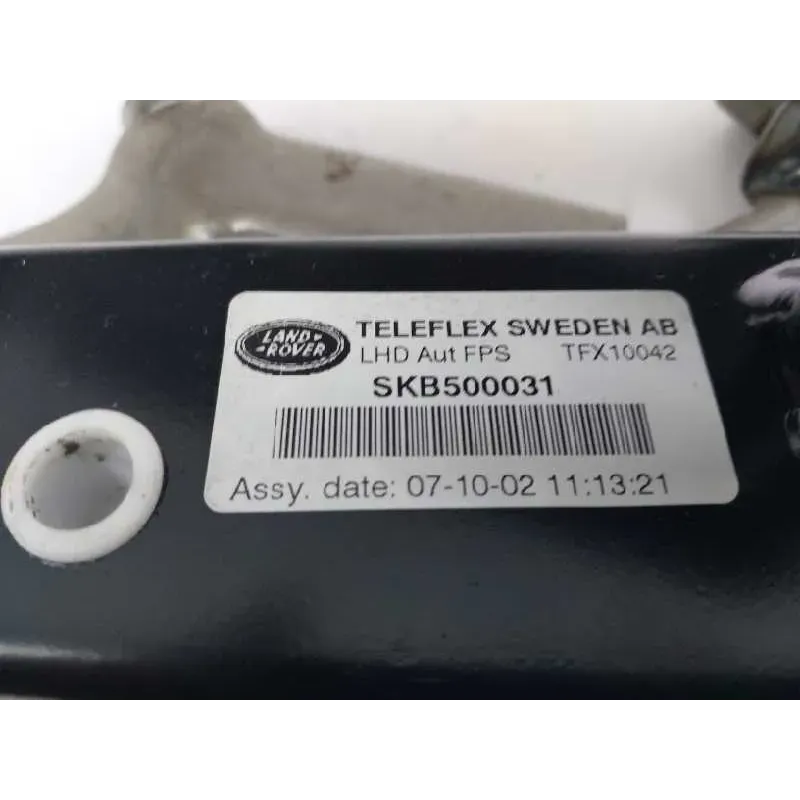 LAND-
-ROVER
TELEFLEX SWEDEN AB
LHD Aut FPS TFX10042
SKB500031
Assy. date: 07-10-02 11:13:21